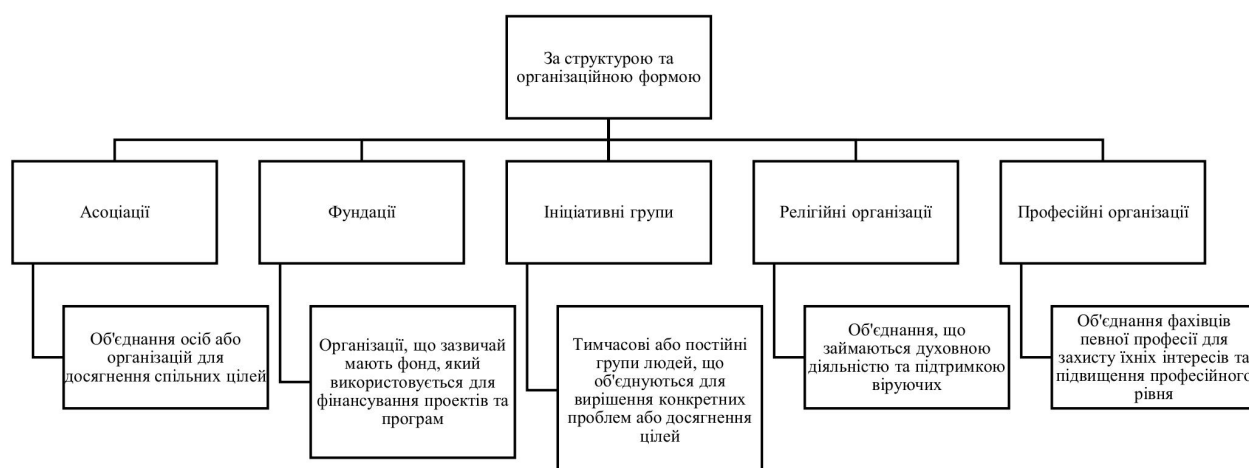 За структурою та
організаційною формою
Асоціації
Фундації
Ініціативні групи
Релігійні організації
Професійні організації
Об'єднання осіб або
організацій для
досягнення спільних цілей
Організації, що зазвичай
мають фонд, який
використовується для
фінансування проектів та
програм
Тимчасові або постійні
групи людей, що
об'єднуються для
вирішення конкретних
проблем або досягнення
цілей
Об'єднання, що
займаються духовною
діяльністю та підтримкою
віруючих
Об'єднання фахівців
певної професії для
захисту їхніх інтересів та
підвищення професійного
рівня